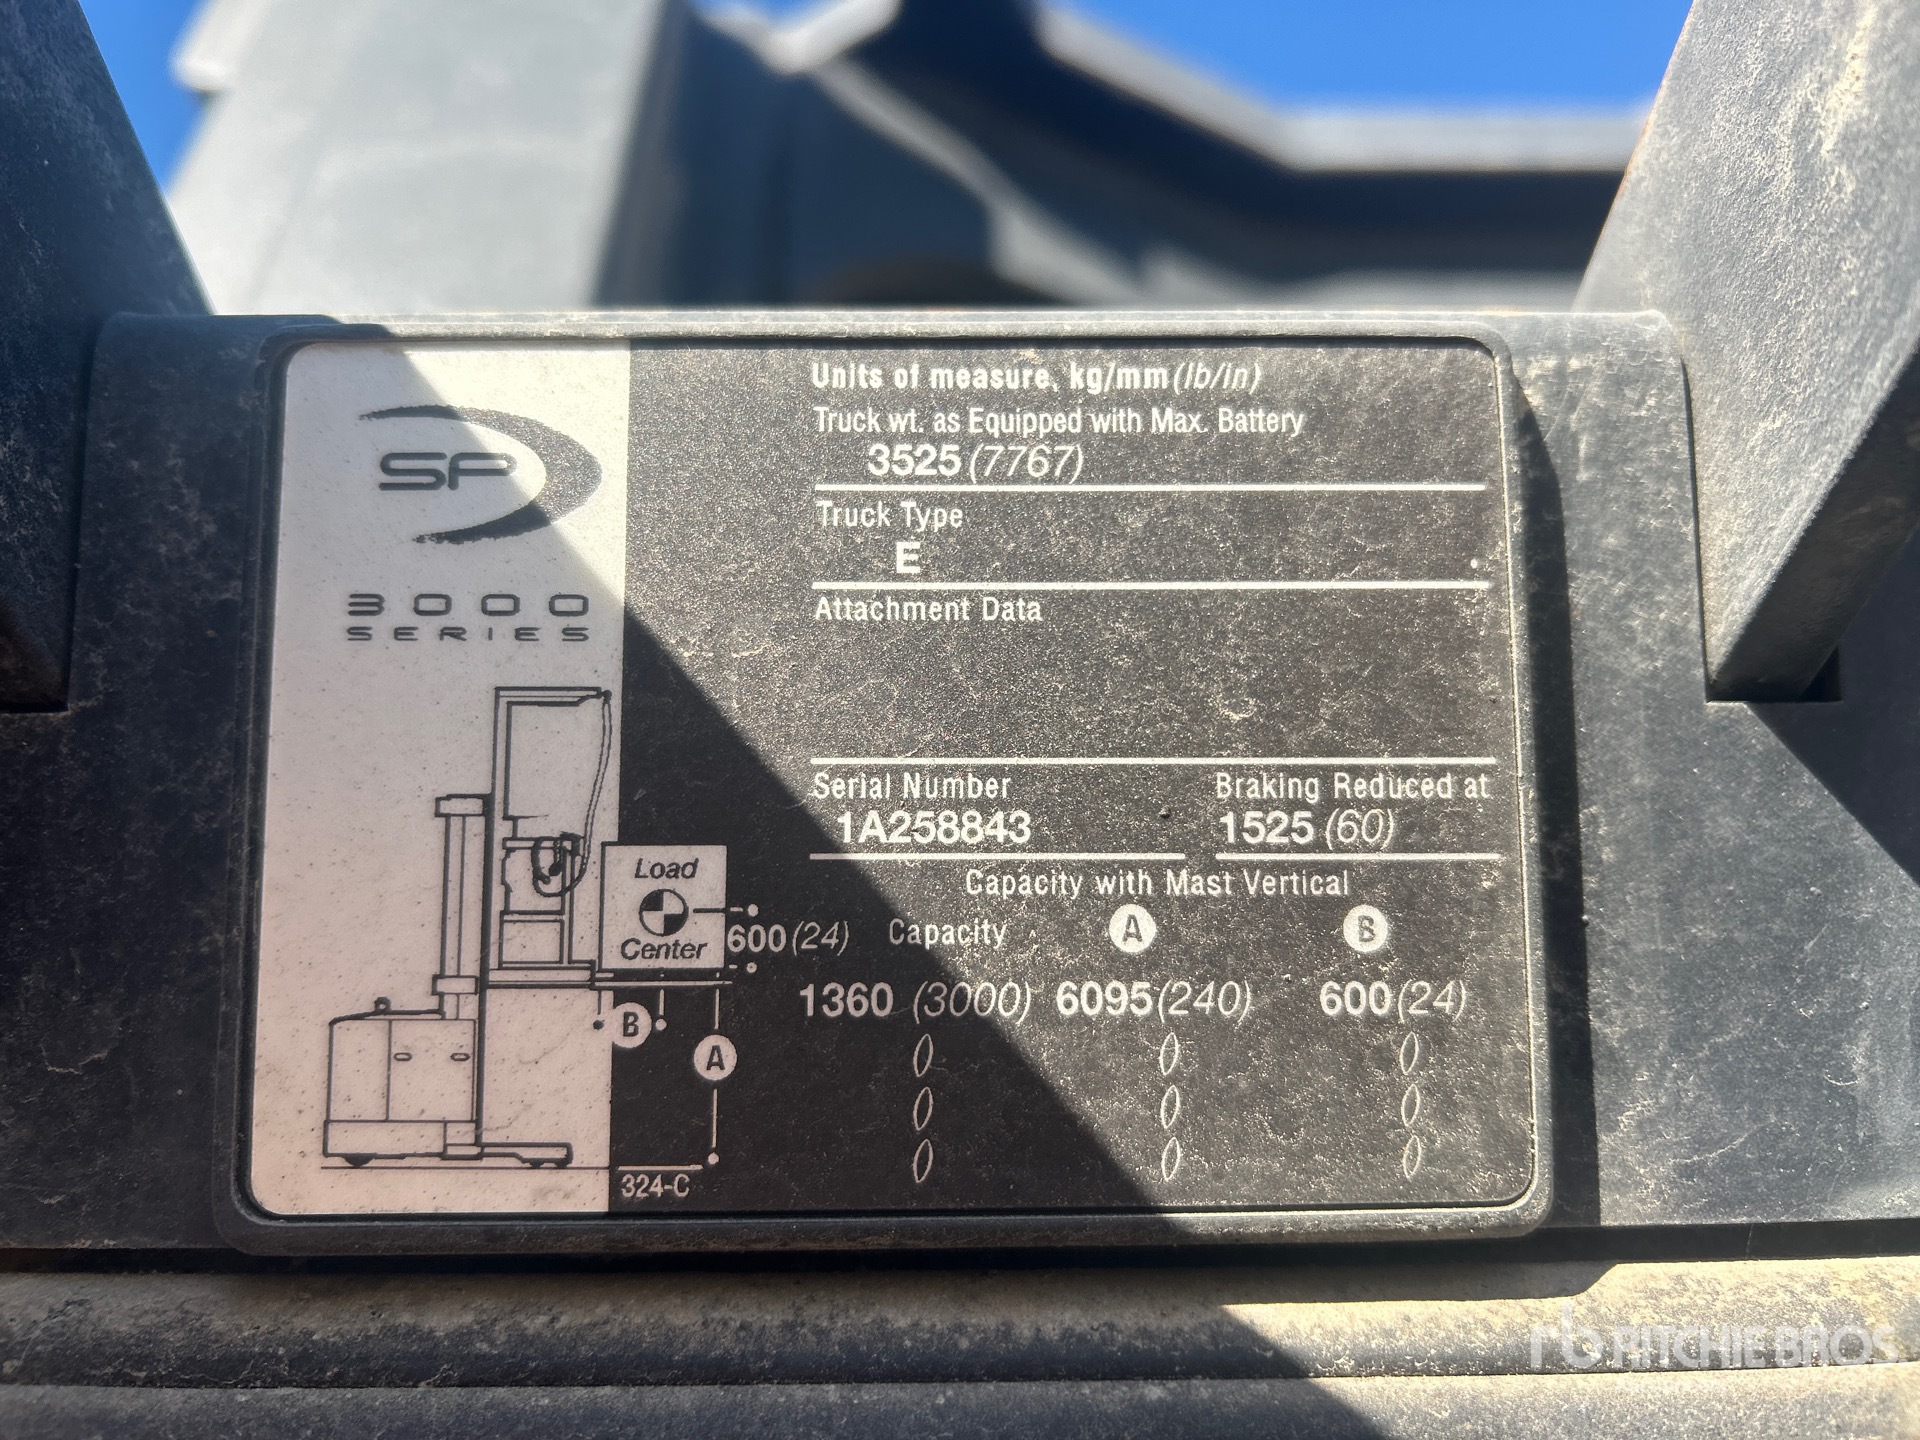 SP
3000
SERIES
Units of measure, kg/mm (lb/in)
Truck wt. as Equipped with Max. Battery
3525 (7767)
Truck Type
E
Attachment Data
Serial Number
1A258843
Braking Reduced at
1525 (60)
Capacity with Mast Vertical
Load
Center
600 (24)
Capacity A B
1360 (3000) 6095 (240) 600 (24)
() () ()
() () ()
() () ()
B
A
324-C
rb RITCHIE BROS.